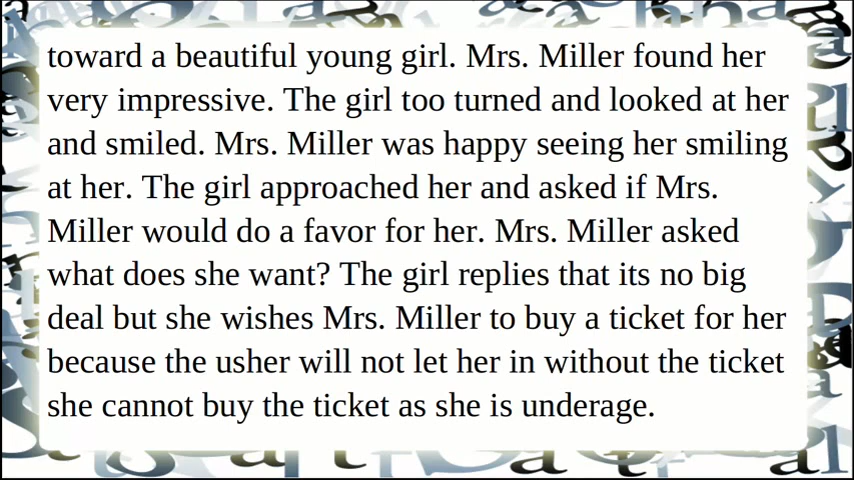 toward a beautiful young girl. Mrs. Miller found her
very impressive. The girl too turned and looked at her
and smiled. Mrs. Miller was happy seeing her smiling
at her. The girl approached her and asked if Mrs.
Miller would do a favor for her. Mrs. Miller asked
what does she want? The girl replies that its no big
deal but she wishes Mrs. Miller to buy a ticket for her
because the usher will not let her in without the ticket
she cannot buy the ticket as she is underage.